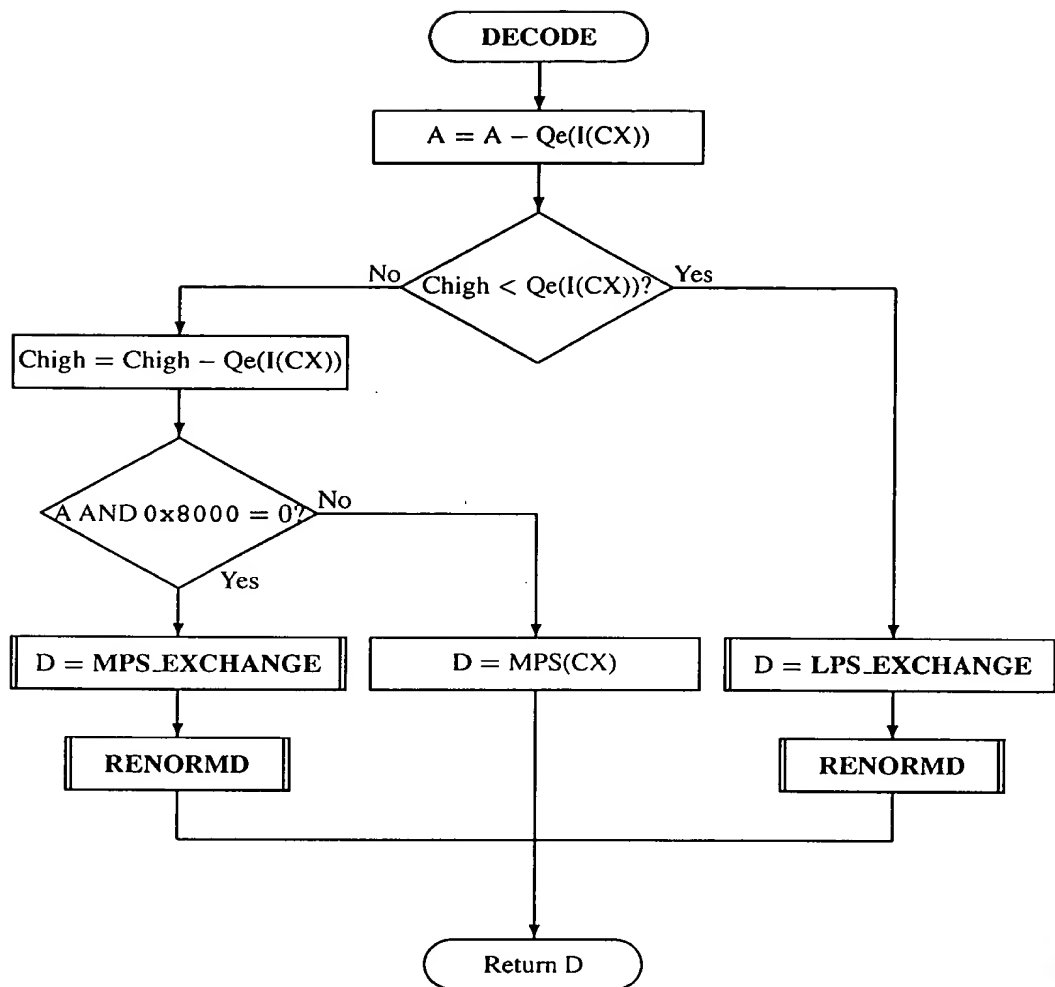 DECODE
A = A − Qe(I(CX))
No
Chigh < Qe(I(CX))?
Yes
Chigh = Chigh − Qe(I(CX))
A AND 0x8000 = 0?
No
Yes
D = MPS_EXCHANGE
D = MPS(CX)
D = LPS_EXCHANGE
RENORMD
RENORMD
Return D